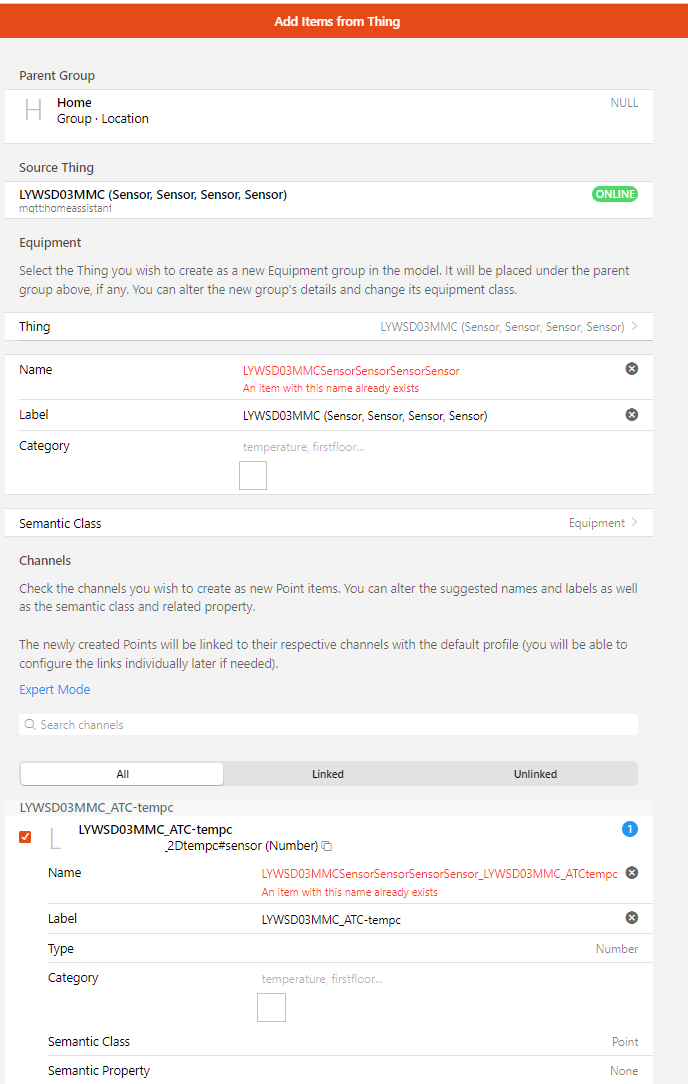 Add Items from Thing
Parent Group
H
Home
NULL
Group · Location
Source Thing
LYWSD03MMC (Sensor, Sensor, Sensor, Sensor)
ONLINE
mqtt:homeassistant
Equipment
Select the Thing you wish to create as a new Equipment group in the model. It will be placed under the parent
group above, if any. You can alter the new group's details and change its equipment class.
Thing
LYWSD03MMC (Sensor, Sensor, Sensor, Sensor)
Name
LYWSD03MMCSensorSensorSensorSensor
An item with this name already exists
Label
LYWSD03MMC (Sensor, Sensor, Sensor, Sensor)
Category
temperature, firstfloor...
Semantic Class
Equipment
Channels
Check the channels you wish to create as new Point items. You can alter the suggested names and labels as well
as the semantic class and related property.
The newly created Points will be linked to their respective channels with the default profile (you will be able to
configure the links individually later if needed).
Expert Mode
Search channels
All
Linked
Unlinked
LYWSD03MMC_ATC-tempc
L
LYWSD03MMC_ATC-tempc
1
_2Dtempc#sensor (Number)
Name
LYWSD03MMCSensorSensorSensorSensor_LYWSD03MMC_ATCtempc
An item with this name already exists
Label
LYWSD03MMC_ATC-tempc
Type
Number
Category
temperature, firstfloor...
Semantic Class
Point
Semantic Property
None